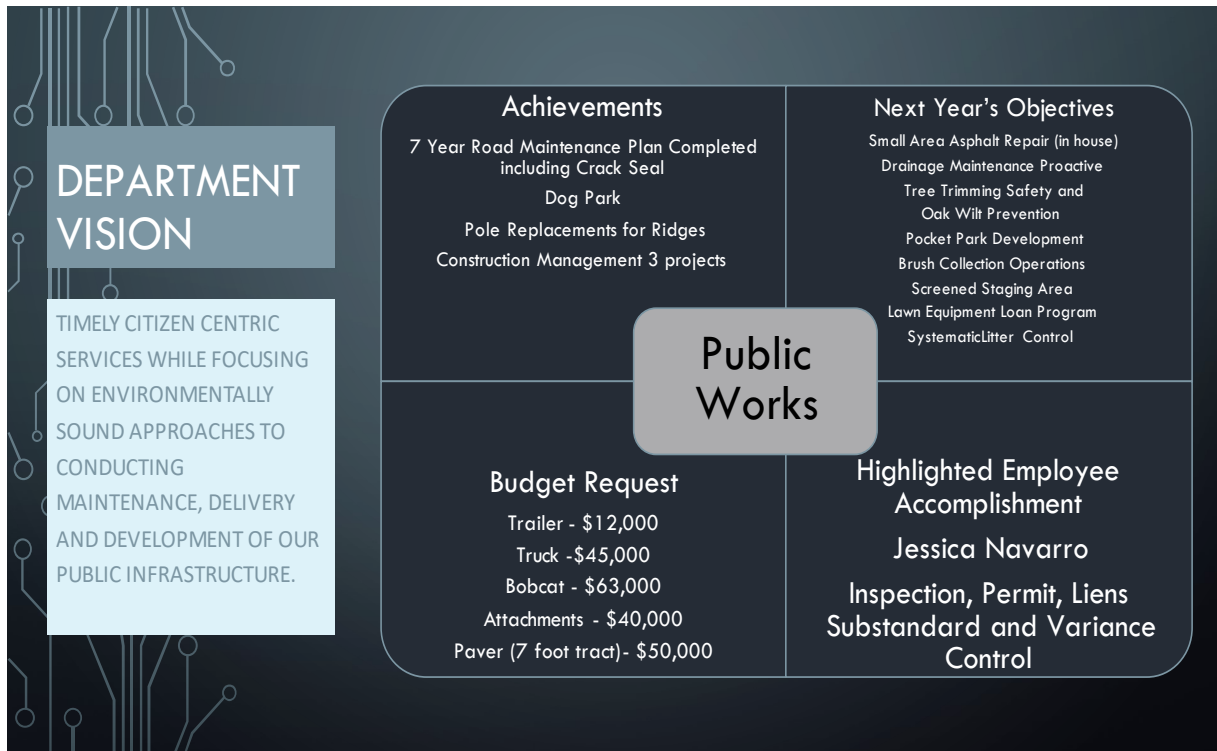 DEPARTMENT
VISION
TIMELY CITIZEN CENTRIC
SERVICES WHILE FOCUSING
ON ENVIRONMENTALLY
SOUND APPROACHES TO
CONDUCTING
MAINTENANCE, DELIVERY
AND DEVELOPMENT OF OUR
PUBLIC INFRASTRUCTURE.
Achievements
7 Year Road Maintenance Plan Completed
including Crack Seal
Dog Park
Pole Replacements for Ridges
Construction Management 3 projects
Next Year’s Objectives
Small Area Asphalt Repair (in house)
Drainage Maintenance Proactive
Tree Trimming Safety and
Oak Wilt Prevention
Pocket Park Development
Brush Collection Operations
Screened Staging Area
Lawn Equipment Loan Program
SystematicLitter Control
Public
Works
Budget Request
Trailer - $12,000
Truck -$45,000
Bobcat - $63,000
Attachments - $40,000
Paver (7 foot tract)- $50,000
Highlighted Employee
Accomplishment
Jessica Navarro
Inspection, Permit, Liens
Substandard and Variance
Control